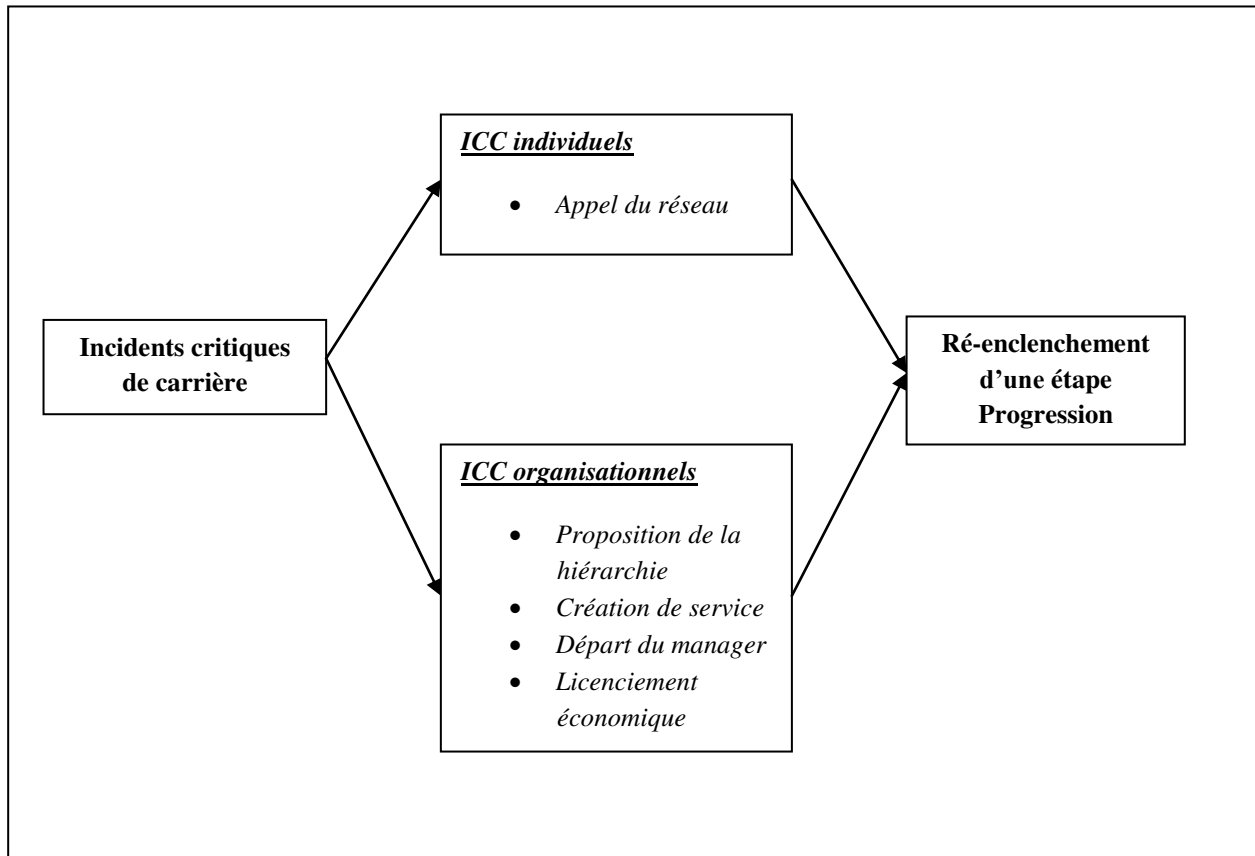 ICC individuels
• Appel du réseau
Incidents critiques
de carrière
Ré-enclenchement
d’une étape
Progression
ICC organisationnels
• Proposition de la
hiérarchie
• Création de service
• Départ du manager
• Licenciement
économique